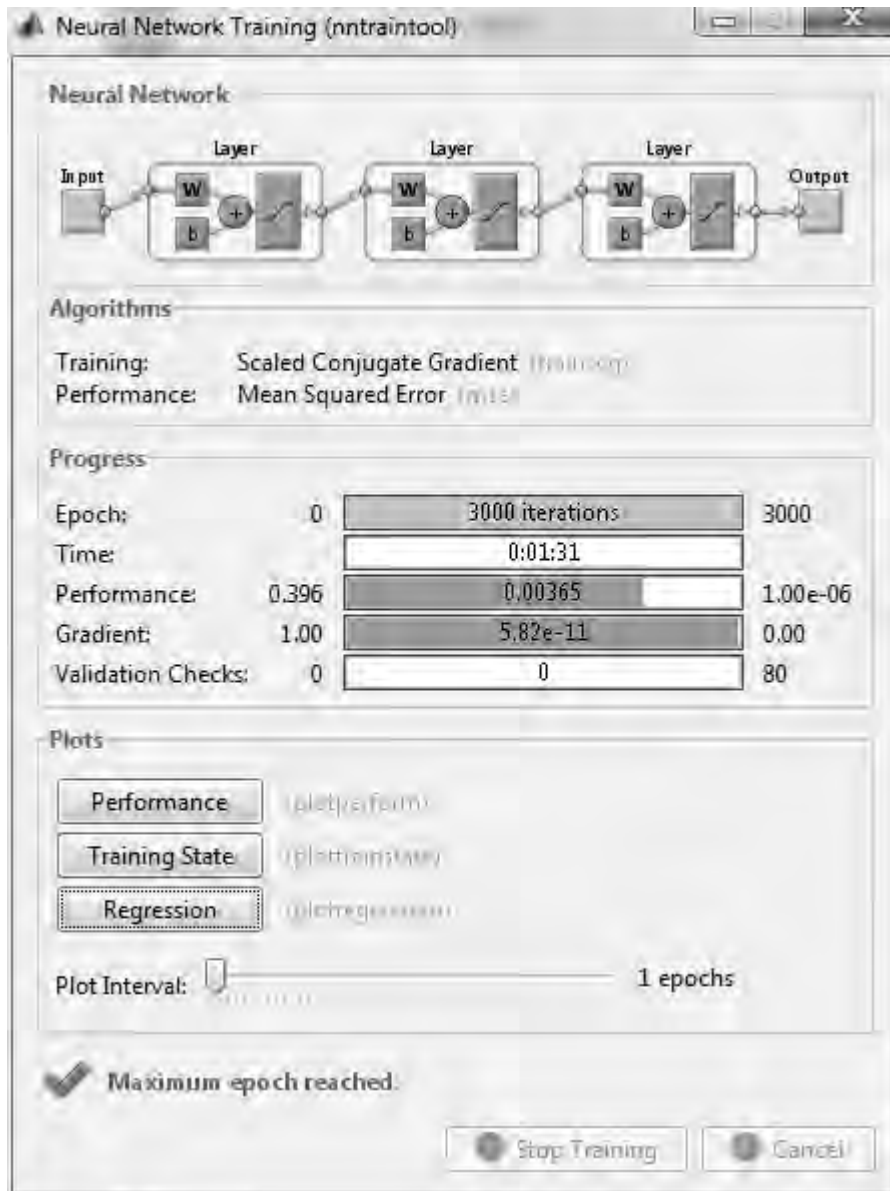 Neural Network Training (nntraintool)
Neural Network
Layer Layer Layer
Input Output
W W W
+ + +
b b b
Algorithms
Training: Scaled Conjugate Gradient
Performance: Mean Squared Error
Progress
Epoch: 0 3000 iterations 3000
Time: 0:01:31
Performance: 0.396 0.00365 1.00e-06
Gradient: 1.00 5.82e-11 0.00
Validation Checks: 0 0 80
Plots
Performance (plotperform)
Training State (plottrainstate)
Regression (plotregression)
Plot Interval: 1 epochs
Maximum epoch reached.
Stop Training Cancel